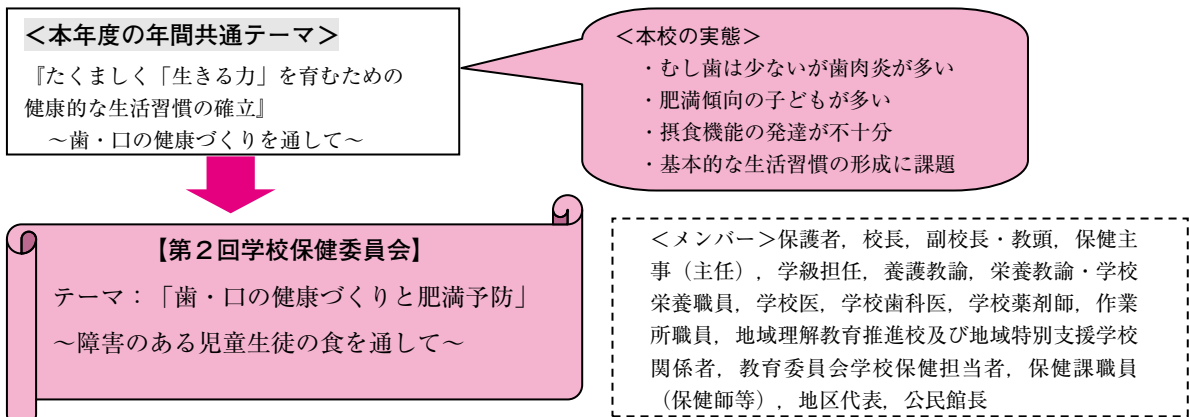 ＜本年度の年間共通テーマ＞
『たくましく「生きる力」を育むための
健康的な生活習慣の確立』
～歯・口の健康づくりを通して～
＜本校の実態＞
・むし歯は少ないが歯肉炎が多い
・肥満傾向の子どもが多い
・摂食機能の発達が不十分
・基本的な生活習慣の形成に課題
【第２回学校保健委員会】
テーマ：「歯・口の健康づくりと肥満予防」
～障害のある児童生徒の食を通して～
＜メンバー＞保護者，校長，副校長・教頭，保健主
事（主任），学級担任，養護教諭，栄養教諭・学校
栄養職員，学校医，学校歯科医，学校薬剤師，作業
所職員，地域理解教育推進校及び地域特別支援学校
関係者，教育委員会学校保健担当者，保健課職員
（保健師等），地区代表，公民館長